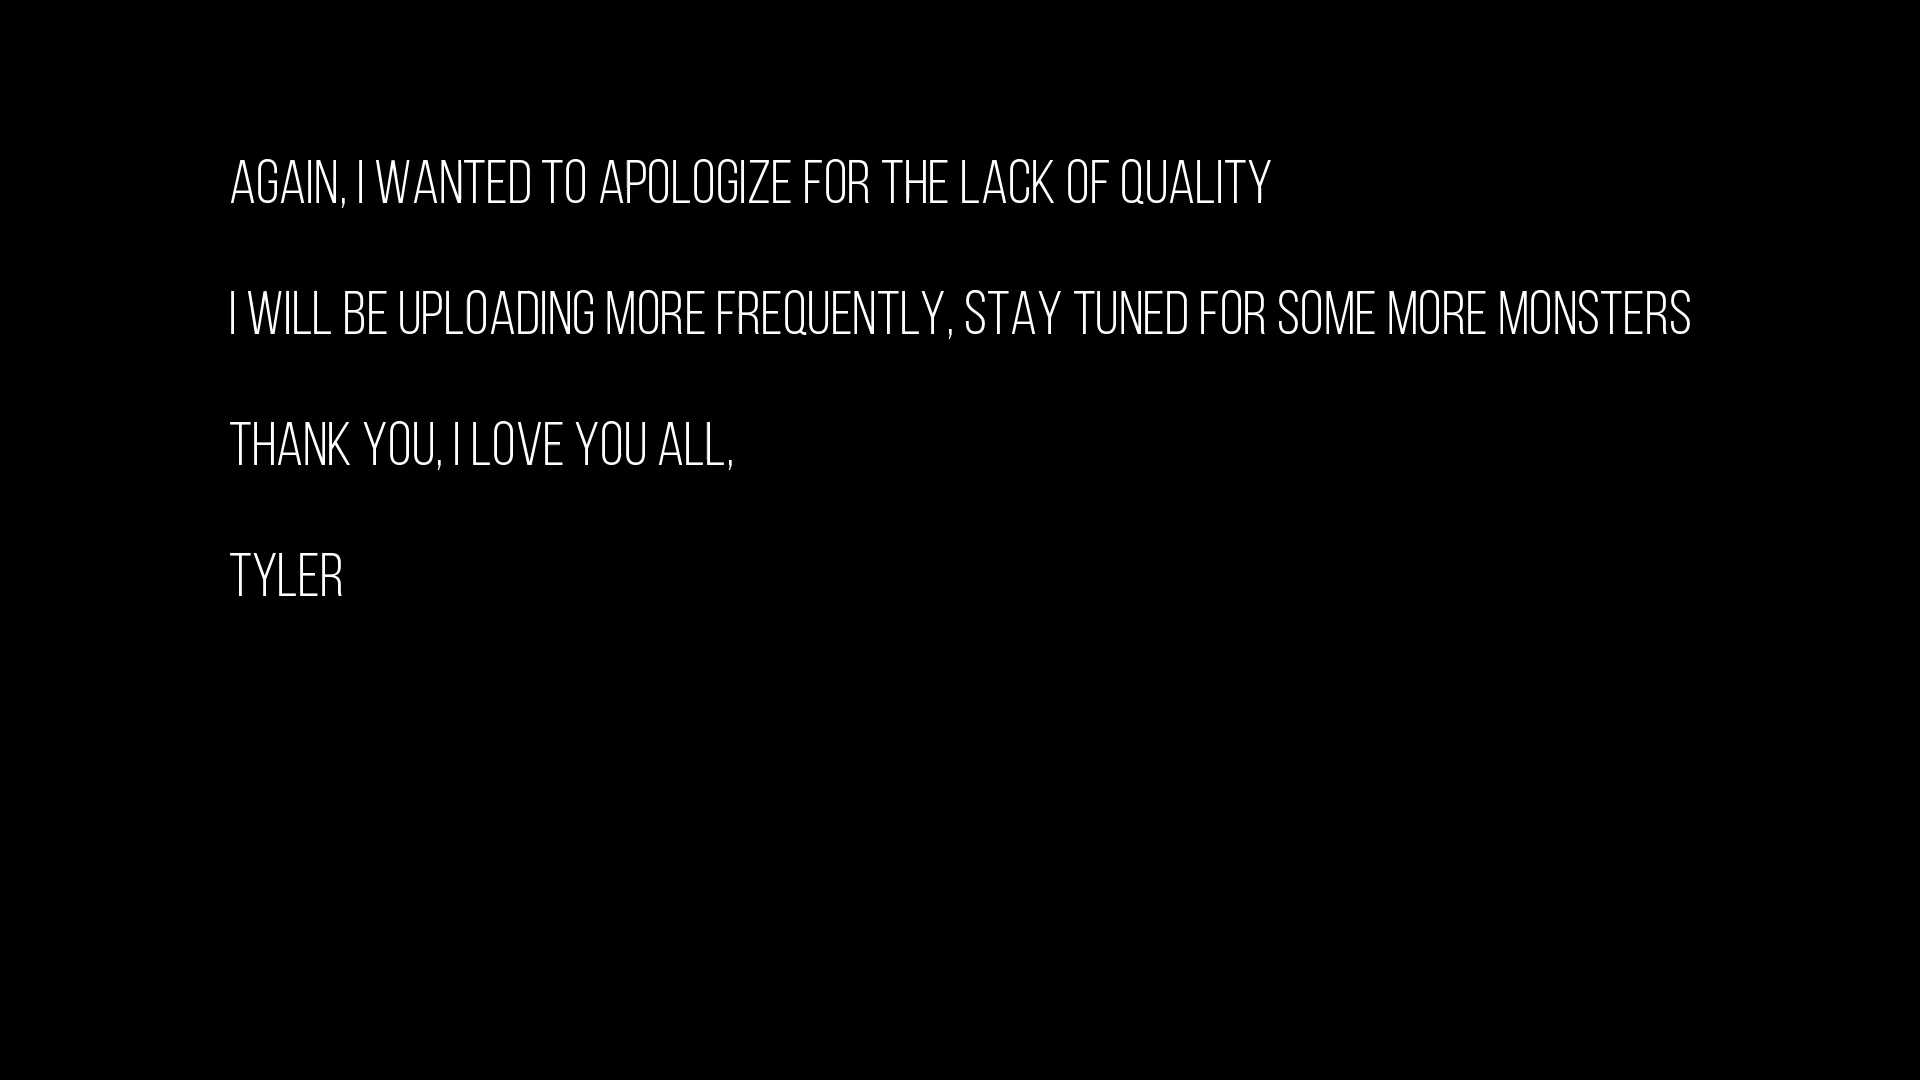 AGAIN, I WANTED TO APOLOGIZE FOR THE LACK OF QUALITY
I WILL BE UPLOADING MORE FREQUENTLY, STAY TUNED FOR SOME MORE MONSTERS
THANK YOU, I LOVE YOU ALL,
TYLER